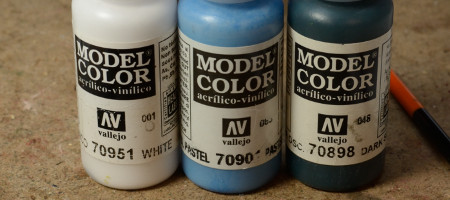 MODEL
COLOR
acrílico-vinílico
001
AV
vallejo
70951 WHITE
MODEL
COLOR
acrílico-vinílico
AV
vallejo
PASTEL 7090
MODEL
COLOR
acrílico-vinílico
048
AV
vallejo
70898 DARK